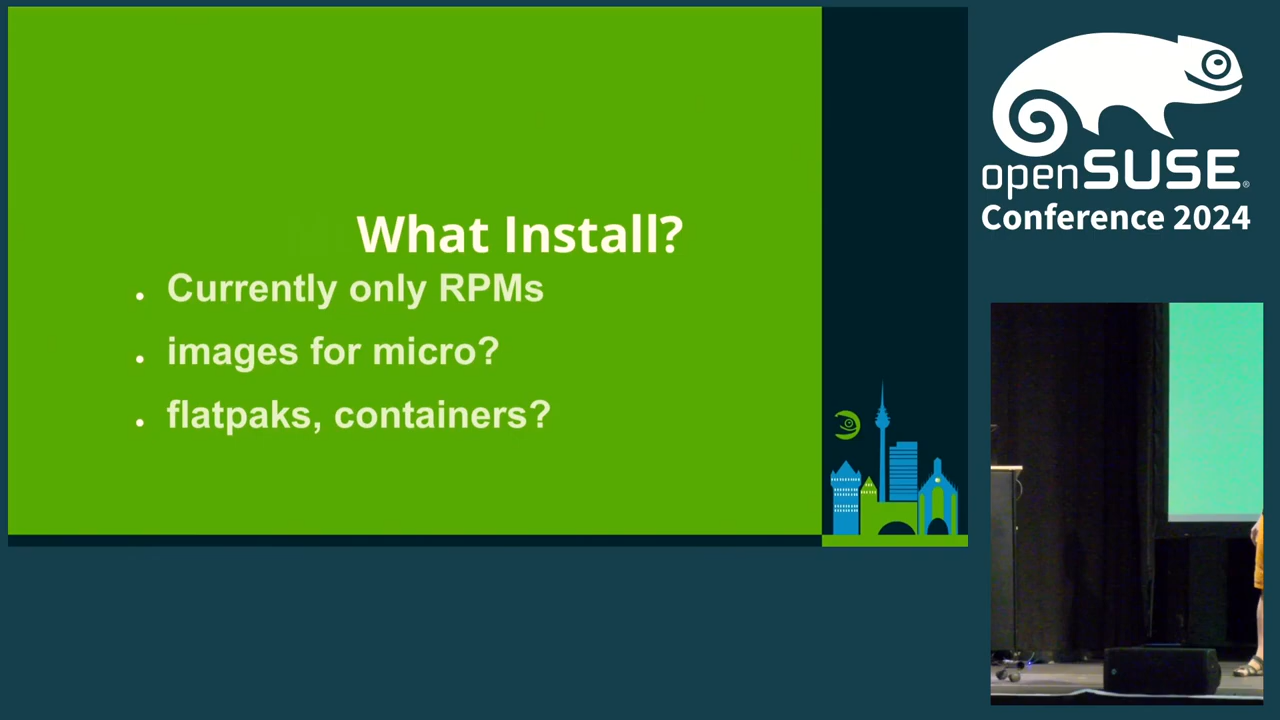 What Install?
• Currently only RPMs
• images for micro?
• flatpaks, containers?
openSUSE®
Conference 2024